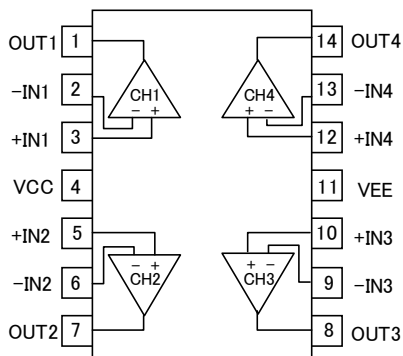 OUT1 1 14 OUT4
-IN1 2 CH1 CH4 13 -IN4
- + + -
+IN1 3 12 +IN4
VCC 4 11 VEE
+IN2 5 10 +IN3
- + + -
-IN2 6 CH2 CH3 9 -IN3
OUT2 7 8 OUT3